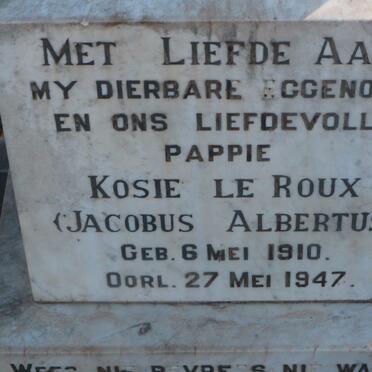 MET LIEFDE AA
MY DIERBARE EGGENO
EN ONS LIEFDEVOLL
PAPPIE
KOSIE LE ROUX
(JACOBUS ALBERTUS
GEB. 6 MEI 1910.
OORL. 27 MEI 1947.